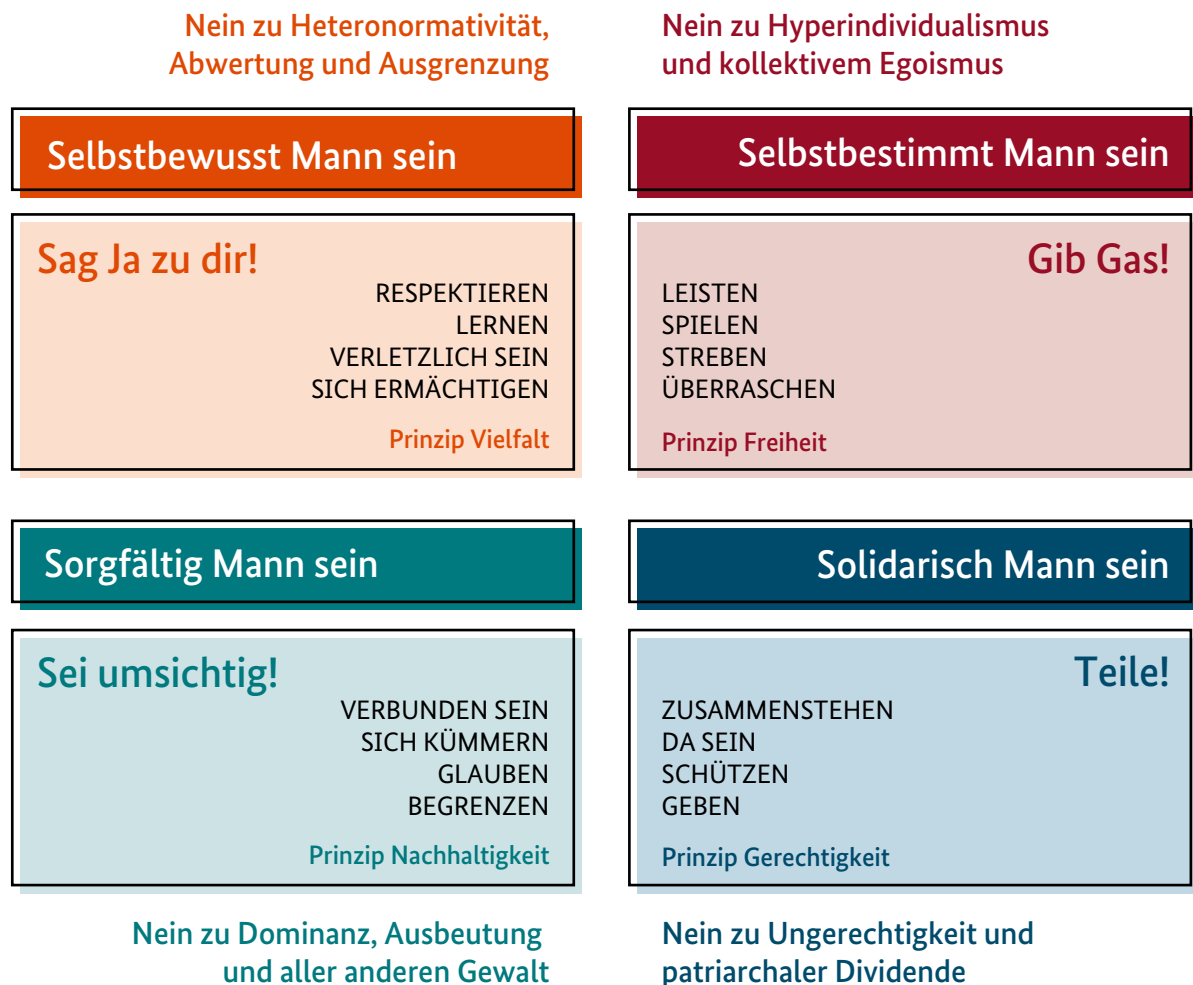 Nein zu Heteronormativität,
Abwertung und Ausgrenzung
Selbstbewusst Mann sein
Sag Ja zu dir!
RESPEKTIEREN
LERNEN
VERLETZLICH SEIN
SICH ERMÄCHTIGEN
Prinzip Vielfalt
Nein zu Hyperindividualismus
und kollektivem Egoismus
Selbstbestimmt Mann sein
Gib Gas!
LEISTEN
SPIELEN
STREBEN
ÜBERRASCHEN
Prinzip Freiheit
Sorgfältig Mann sein
Sei umsichtig!
VERBUNDEN SEIN
SICH KÜMMERN
GLAUBEN
BEGRENZEN
Prinzip Nachhaltigkeit
Nein zu Dominanz, Ausbeutung
und aller anderen Gewalt
Solidarisch Mann sein
Teile!
ZUSAMMENSTEHEN
DA SEIN
SCHÜTZEN
GEBEN
Prinzip Gerechtigkeit
Nein zu Ungerechtigkeit und
patriarchaler Dividende